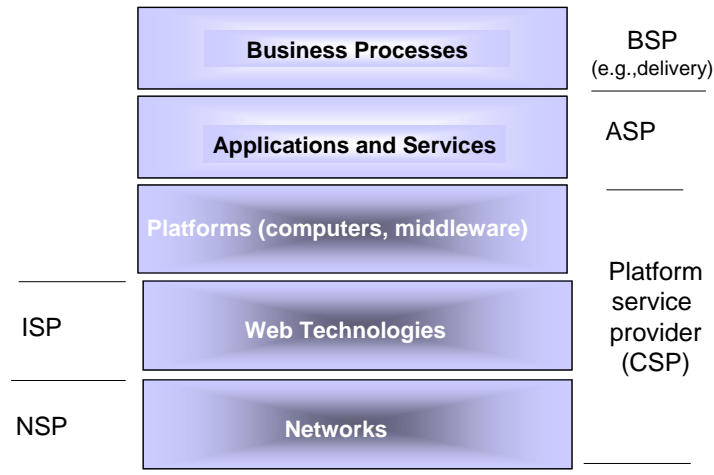 Business Processes
BSP
(e.g.,delivery)
Applications and Services
ASP
Platforms (computers, middleware)
Platform
service
provider
(CSP)
ISP
Web Technologies
NSP
Networks